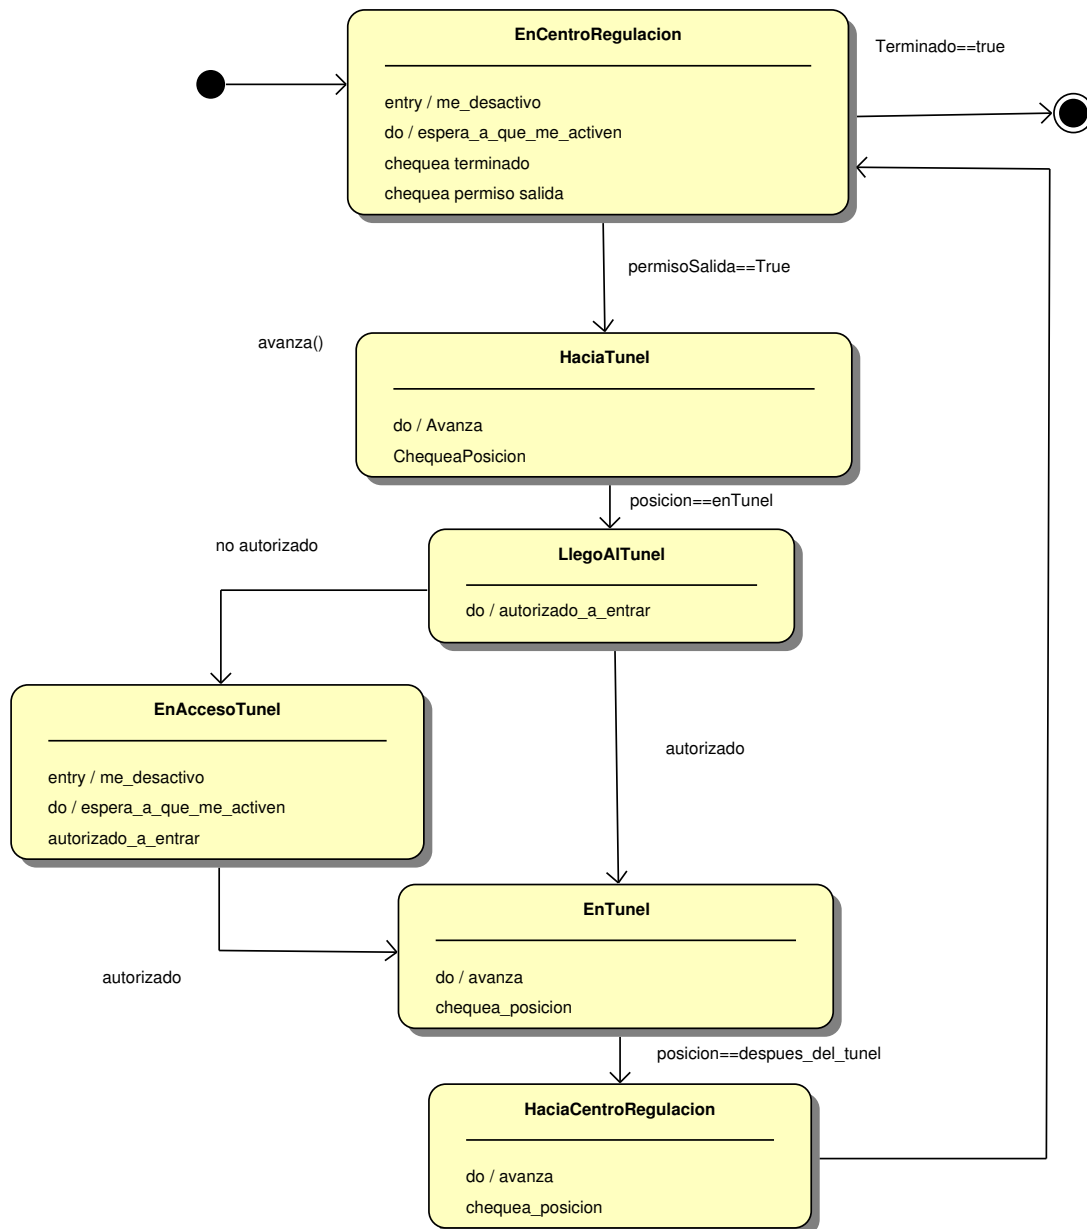 EnCentroRegulacion
Terminado==true
entry / me_desactivo
do / espera_a_que_me_activen
chequea terminado
chequea permiso salida
permisoSalida==True
avanza()
HaciaTunel
do / Avanza
ChequeaPosicion
posicion==enTunel
no autorizado
LlegoAlTunel
do / autorizado_a_entrar
EnAccesoTunel
entry / me_desactivo
do / espera_a_que_me_activen
autorizado_a_entrar
autorizado
EnTunel
do / avanza
chequea_posicion
autorizado
posicion==despues_del_tunel
HaciaCentroRegulacion
do / avanza
chequea_posicion